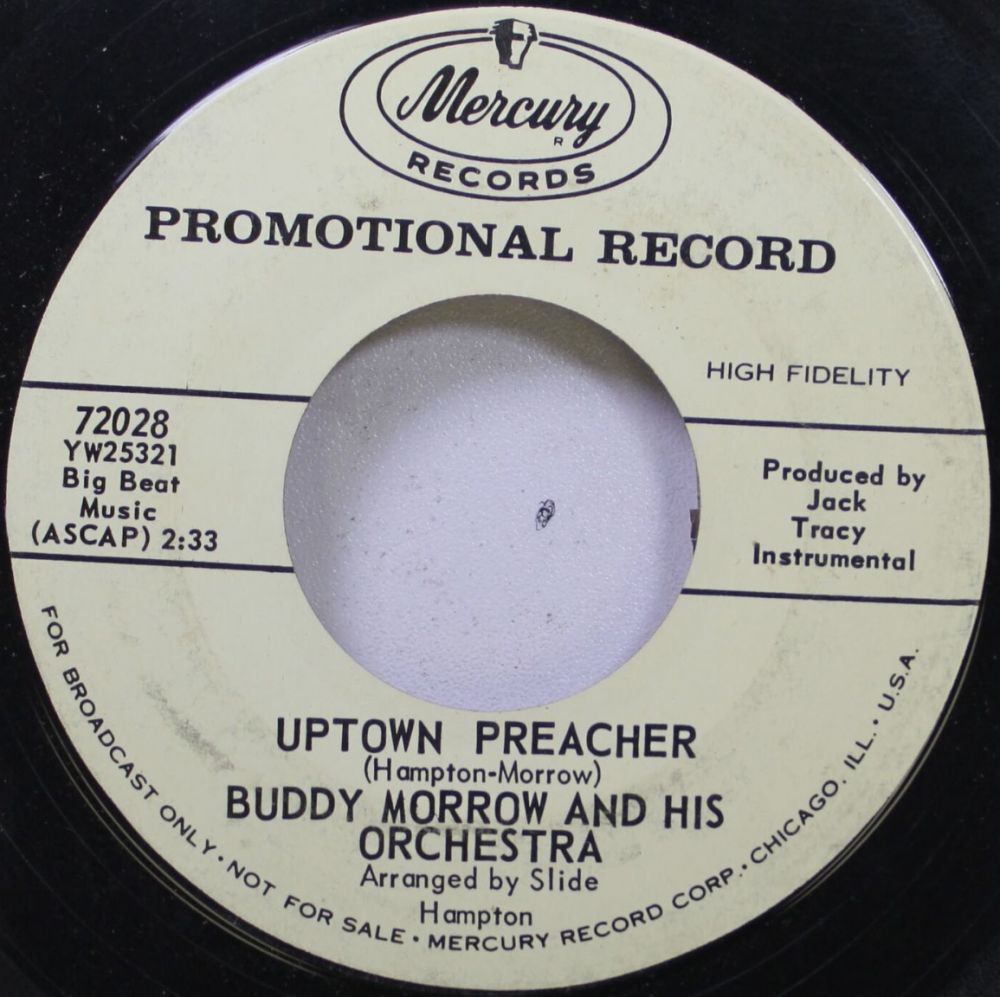 Mercury
R
RECORDS
PROMOTIONAL RECORD
HIGH FIDELITY
72028
YW25321
Big Beat
Music
(ASCAP) 2:33
Produced by
Jack
Tracy
Instrumental
UPTOWN PREACHER
(Hampton-Morrow)
BUDDY MORROW AND HIS
ORCHESTRA
Arranged by Slide
Hampton
FOR BROADCAST ONLY • NOT FOR SALE • MERCURY RECORD CORP. • CHICAGO, ILL. • U.S.A.